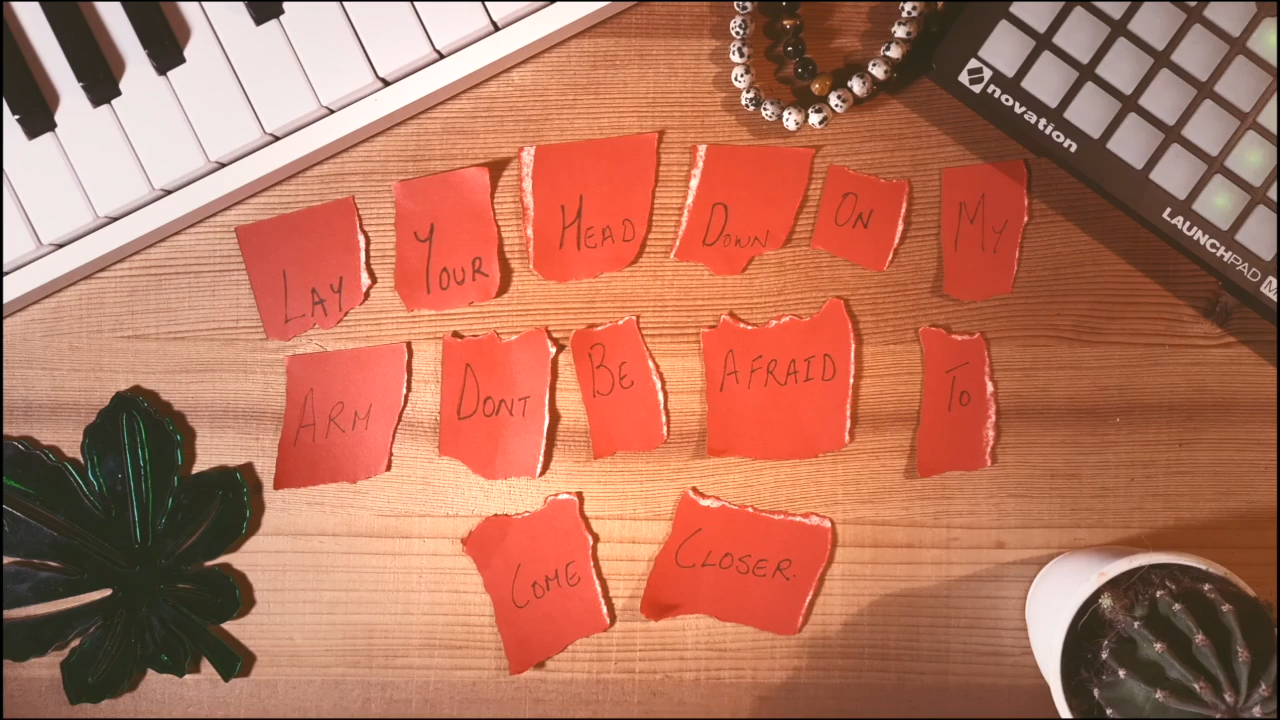 novation
LAUNCHPAD M
LAY YOUR HEAD DOWN ON MY
ARM DONT BE AFRAID TO
COME CLOSER.